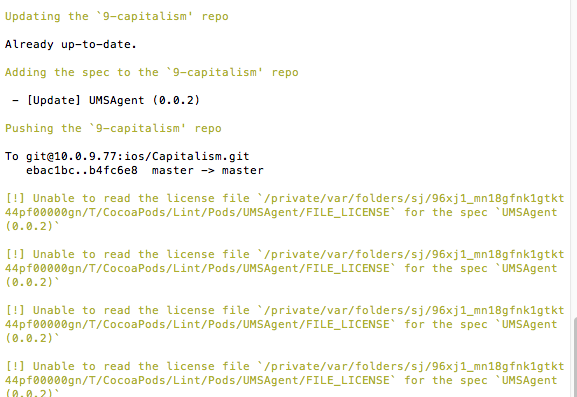 Updating the `9-capitalism' repo
Already up-to-date.
Adding the spec to the `9-capitalism' repo
 - [Update] UMSAgent (0.0.2)
Pushing the `9-capitalism' repo
To git@10.0.9.77:ios/Capitalism.git
   ebac1bc..b4fc6e8  master -> master
[!] Unable to read the license file `/private/var/folders/sj/96xj1_mn18gfnk1gtkt
44pf00000gn/T/CocoaPods/Lint/Pods/UMSAgent/FILE_LICENSE` for the spec `UMSAgent
(0.0.2)`
[!] Unable to read the license file `/private/var/folders/sj/96xj1_mn18gfnk1gtkt
44pf00000gn/T/CocoaPods/Lint/Pods/UMSAgent/FILE_LICENSE` for the spec `UMSAgent
(0.0.2)`
[!] Unable to read the license file `/private/var/folders/sj/96xj1_mn18gfnk1gtkt
44pf00000gn/T/CocoaPods/Lint/Pods/UMSAgent/FILE_LICENSE` for the spec `UMSAgent
(0.0.2)`
[!] Unable to read the license file `/private/var/folders/sj/96xj1_mn18gfnk1gtkt
44pf00000gn/T/CocoaPods/Lint/Pods/UMSAgent/FILE_LICENSE` for the spec `UMSAgent
(0.0.2)`